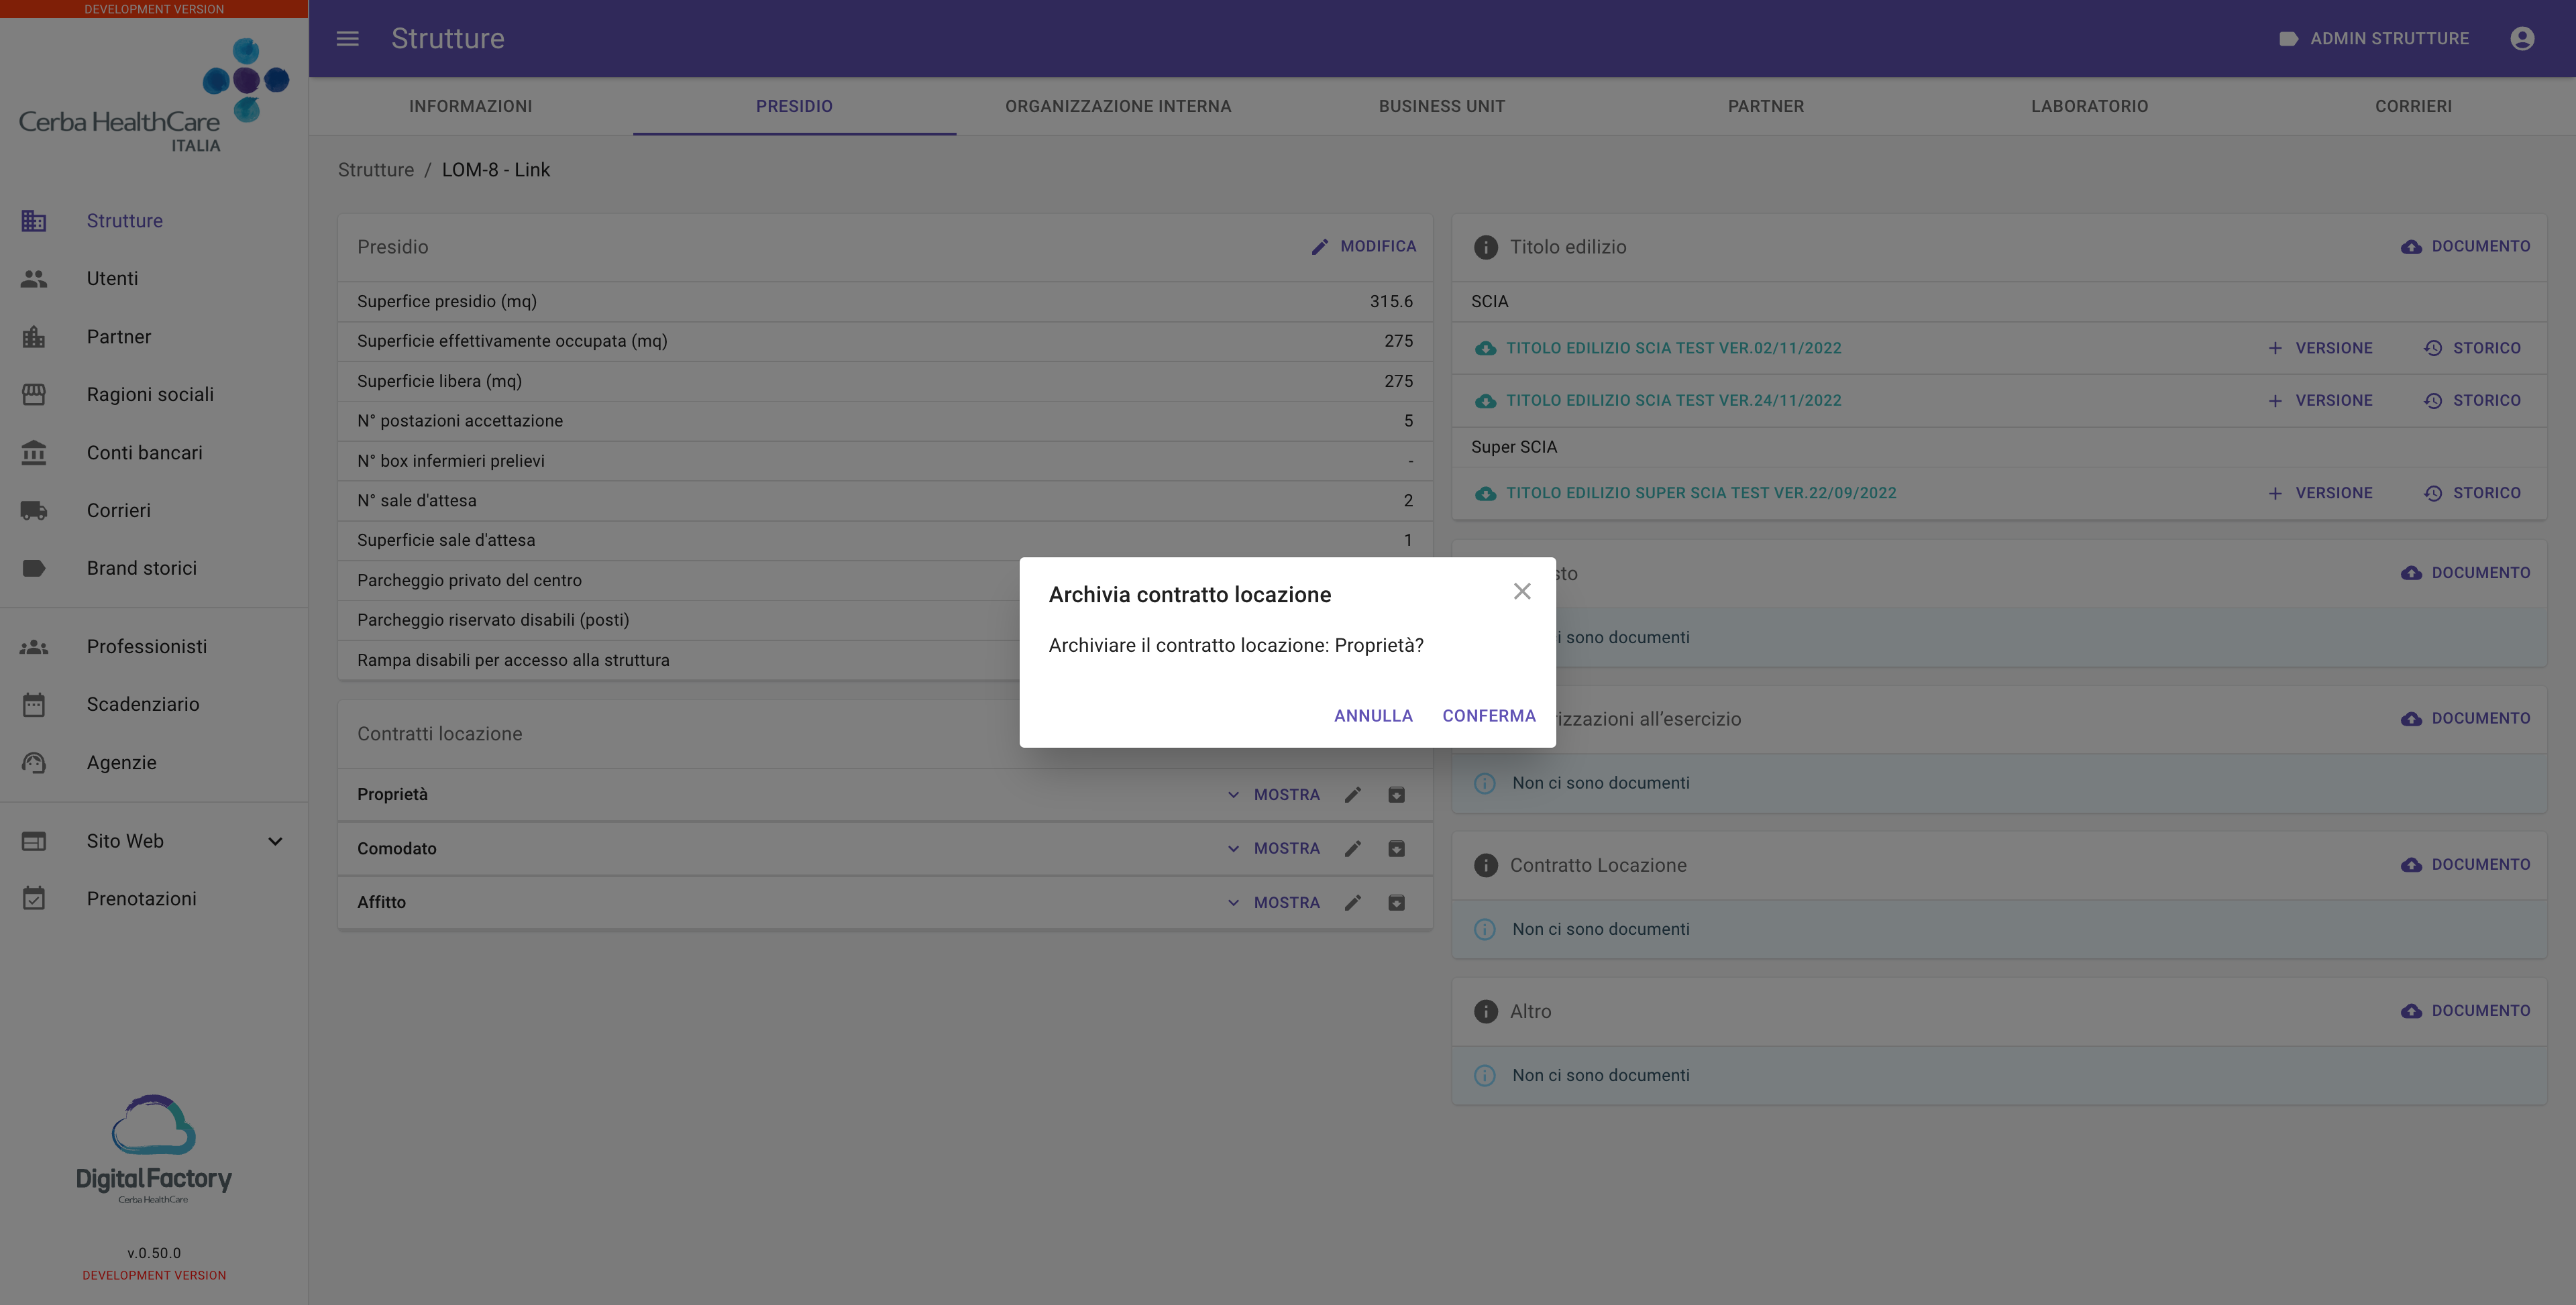 DEVELOPMENT VERSION
Cerba HealthCare
ITALIA
Strutture
Utenti
Partner
Ragioni sociali
Conti bancari
Corrieri
Brand storici
Professionisti
Scadenziario
Agenzie
Sito Web
Prenotazioni
Digital Factory
Cerba HealthCare
v.0.50.0
DEVELOPMENT VERSION
Strutture
ADMIN STRUTTURE
INFORMAZIONI
PRESIDIO
ORGANIZZAZIONE INTERNA
BUSINESS UNIT
PARTNER
LABORATORIO
CORRIERI
Strutture / LOM-8 - Link
Presidio
MODIFICA
Superfice presidio (mq) 315.6
Superficie effettivamente occupata (mq) 275
Superficie libera (mq) 275
N° postazioni accettazione 5
N° box infermieri prelievi -
N° sale d'attesa 2
Superficie sale d'attesa 1
Parcheggio privato del centro
Parcheggio riservato disabili (posti)
Rampa disabili per accesso alla struttura
Contratti locazione
Proprietà MOSTRA
Comodato MOSTRA
Affitto MOSTRA
Archivia contratto locazione
Archiviare il contratto locazione: Proprietà?
ANNULLA CONFERMA
Titolo edilizio DOCUMENTO
SCIA
TITOLO EDILIZIO SCIA TEST VER.02/11/2022 VERSIONE STORICO
TITOLO EDILIZIO SCIA TEST VER.24/11/2022 VERSIONE STORICO
Super SCIA
TITOLO EDILIZIO SUPER SCIA TEST VER.22/09/2022 VERSIONE STORICO
DOCUMENTO
sono documenti
all’esercizio DOCUMENTO
Non ci sono documenti
Contratto Locazione DOCUMENTO
Non ci sono documenti
Altro DOCUMENTO
Non ci sono documenti